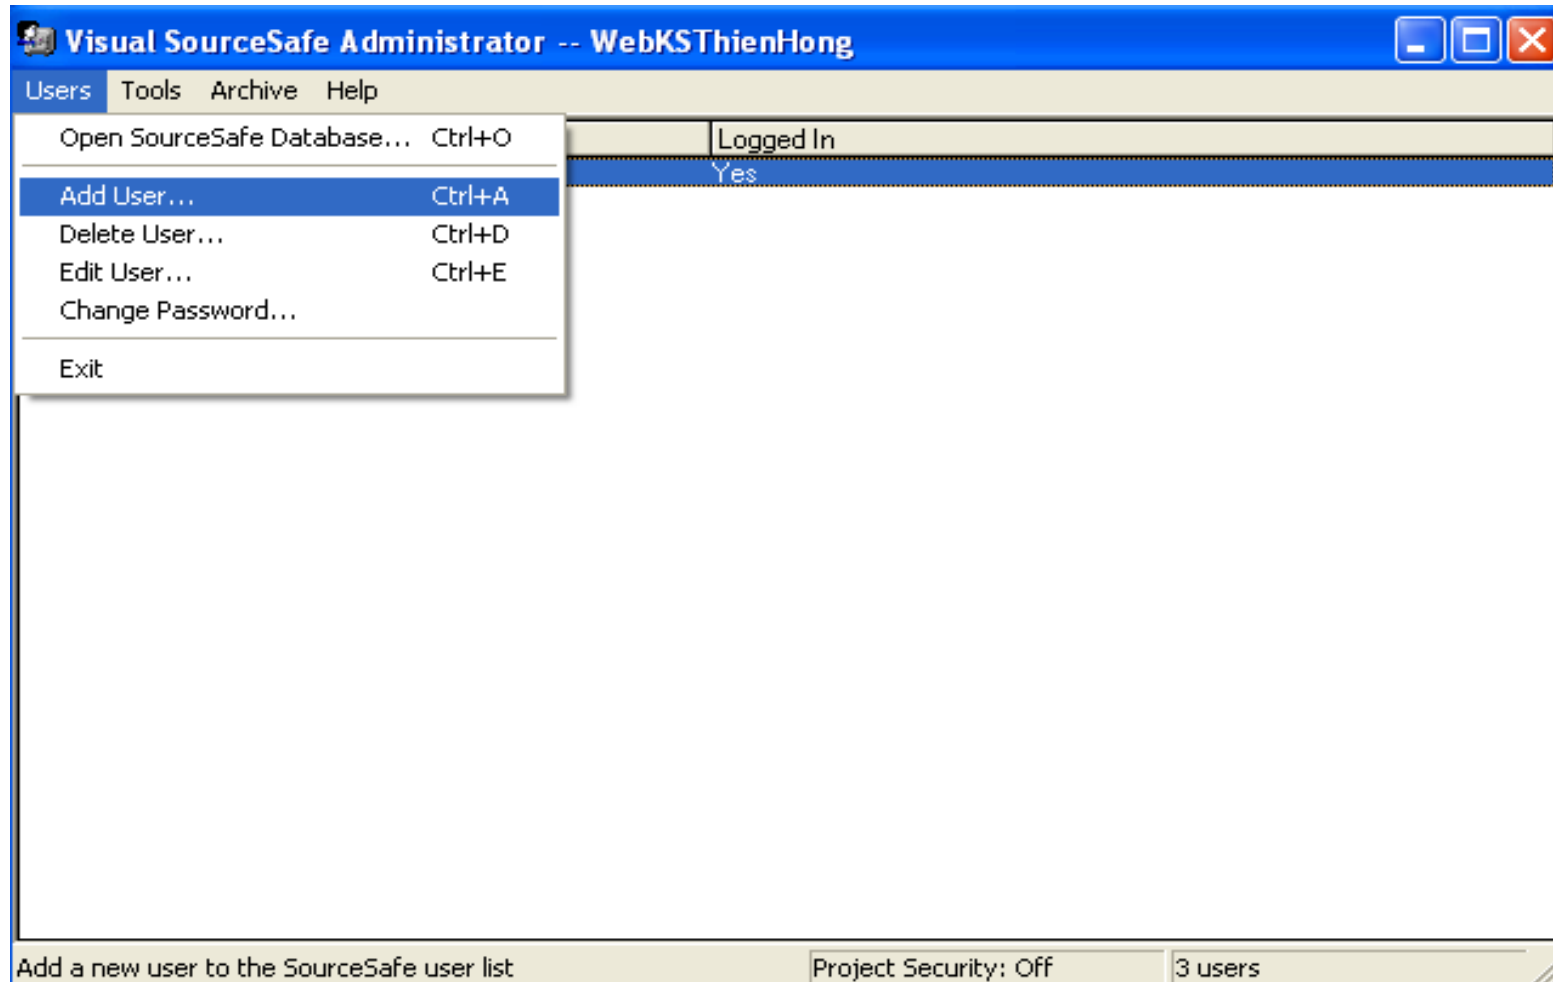 Visual SourceSafe Administrator -- WebKSThienHong
Users Tools Archive Help
Open SourceSafe Database... Ctrl+O
Logged In
Yes
Add User... Ctrl+A
Delete User... Ctrl+D
Edit User... Ctrl+E
Change Password...
Exit
Add a new user to the SourceSafe user list Project Security: Off 3 users